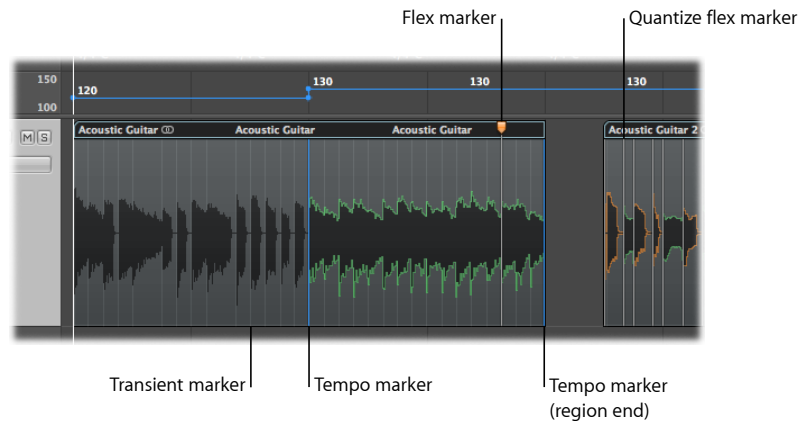 Flex marker
Quantize flex marker
150
120
130
130
130
100
M S
Acoustic Guitar
Acoustic Guitar
Acoustic Guitar
Acoustic Guitar 2
Transient marker
Tempo marker
Tempo marker
(region end)